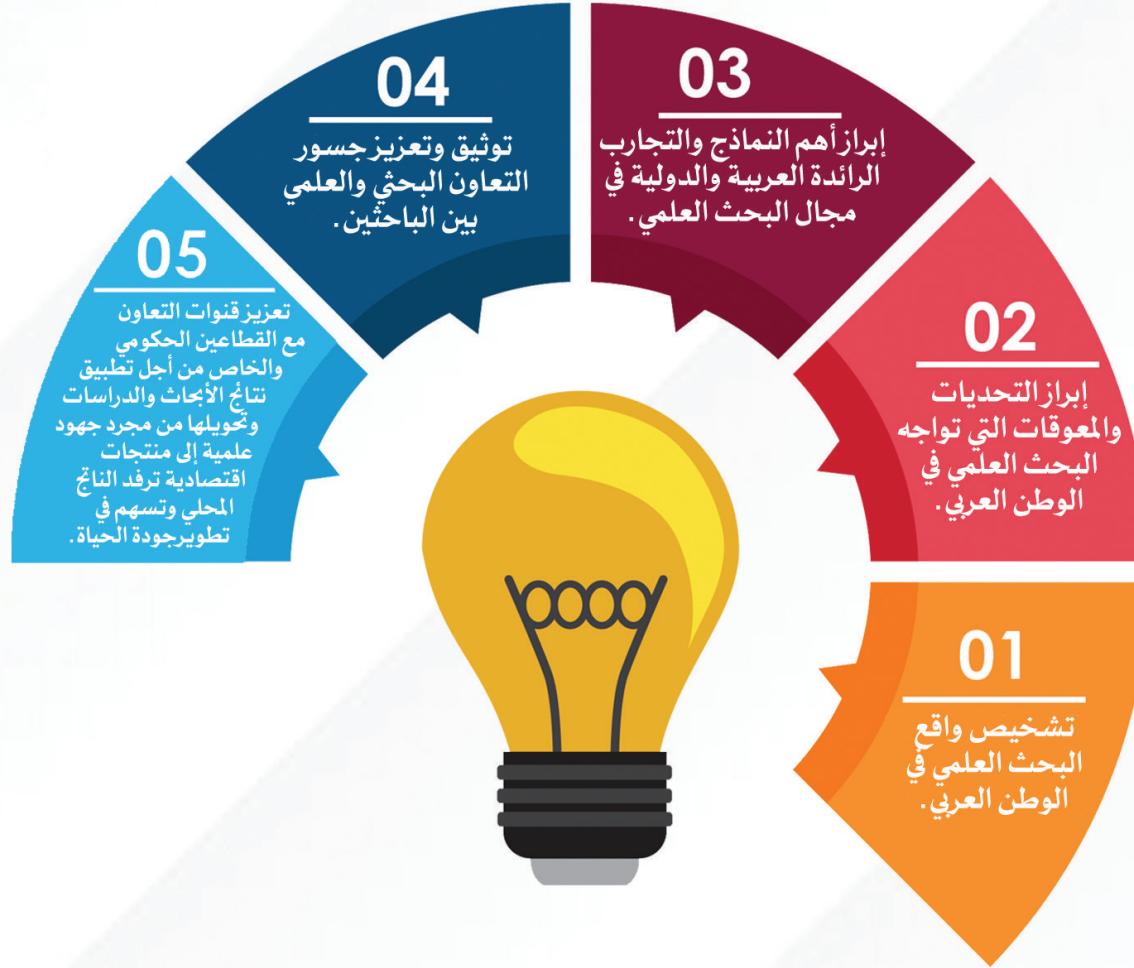 01
تشخيص واقع
البحث العلمي في
الوطن العربي.
02
إبراز التحديات
والمعوقات التي تواجه
البحث العلمي في
الوطن العربي.
03
إبراز أهم النماذج والتجارب
الرائدة العربية والدولية في
مجال البحث العلمي.
04
توثيق وتعزيز جسور
التعاون البحثي والعلمي
بين الباحثين.
05
تعزيز قنوات التعاون
مع القطاعين الحكومي
والخاص من أجل تطبيق
نتائج الأبحاث والدراسات
وتحويلها من مجرد جهود
علمية إلى منتجات
اقتصادية ترفد الناتج
المحلي وتسهم في
تطوير جودة الحياة.